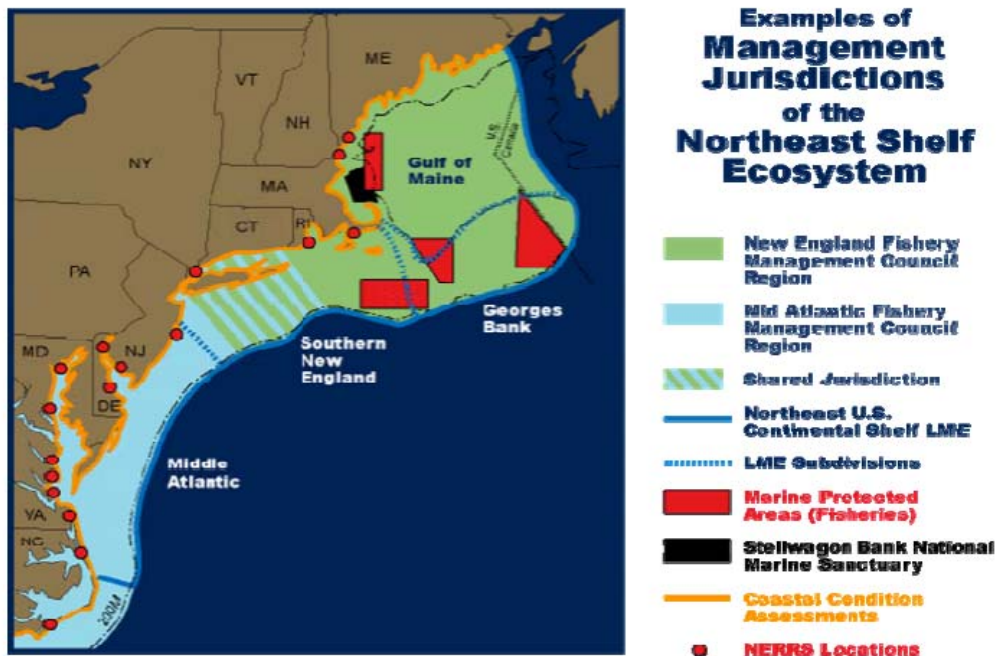 Examples of
Management
Jurisdictions
of the
Northeast Shelf
Ecosystem
New England Fishery
Management Council
Region
Mid Atlantic Fishery
Management Council
Region
Shared Jurisdiction
Northeast U.S.
Continental Shelf LME
LME Subdivisions
Marine Protected
Areas (Fisheries)
Stellwagon Bank National
Marine Sanctuary
Coastal Condition
Assessments
NERRS Locations
ME
VT
NH
NY
MA
CT
RI
PA
MD
NJ
DE
VA
NC
Gulf of
Maine
U.S.
Canada
Georges
Bank
Southern
New
England
Middle
Atlantic
200M